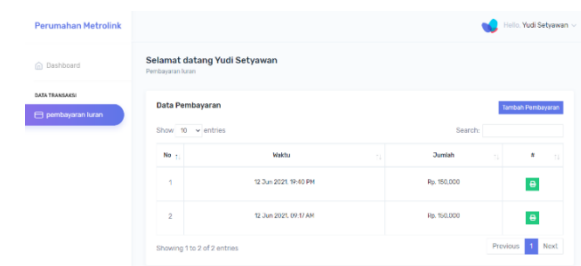 Perumahan Metrolink
Hello, Yudi Setyawan
Dashboard
DATA TRANSAKSI
pembayaran Iuran
Selamat datang Yudi Setyawan
Pembayaran Iuran
Data Pembayaran
Tambah Pembayaran
Show 10 entries
Search:
No Waktu Jumlah #
1 12 Jun 2021, 19:40 PM Rp. 150,000
2 12 Jun 2021, 09:17 AM Rp. 150,000
Showing 1 to 2 of 2 entries
Previous 1 Next